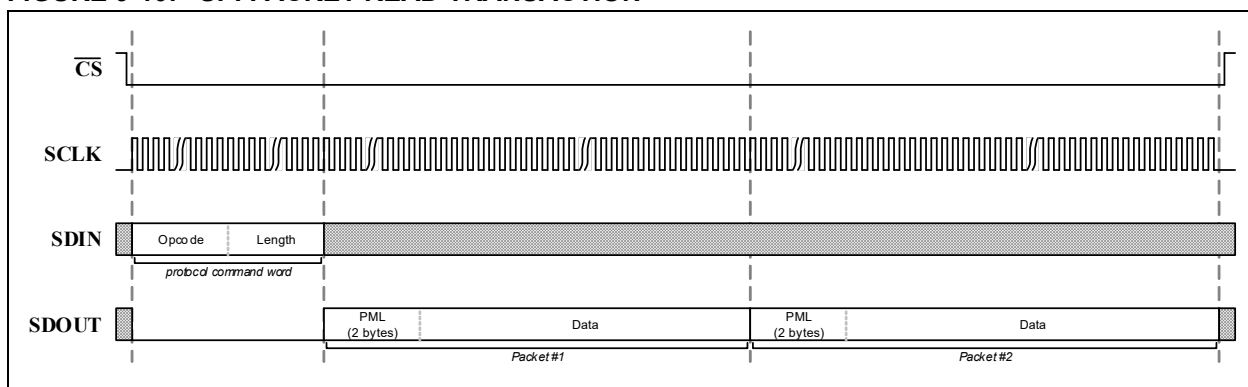 CS
SCLK
SDIN
Opcode
Length
protocol command word
SDOUT
PML
(2 bytes)
Data
PML
(2 bytes)
Data
Packet #1
Packet #2